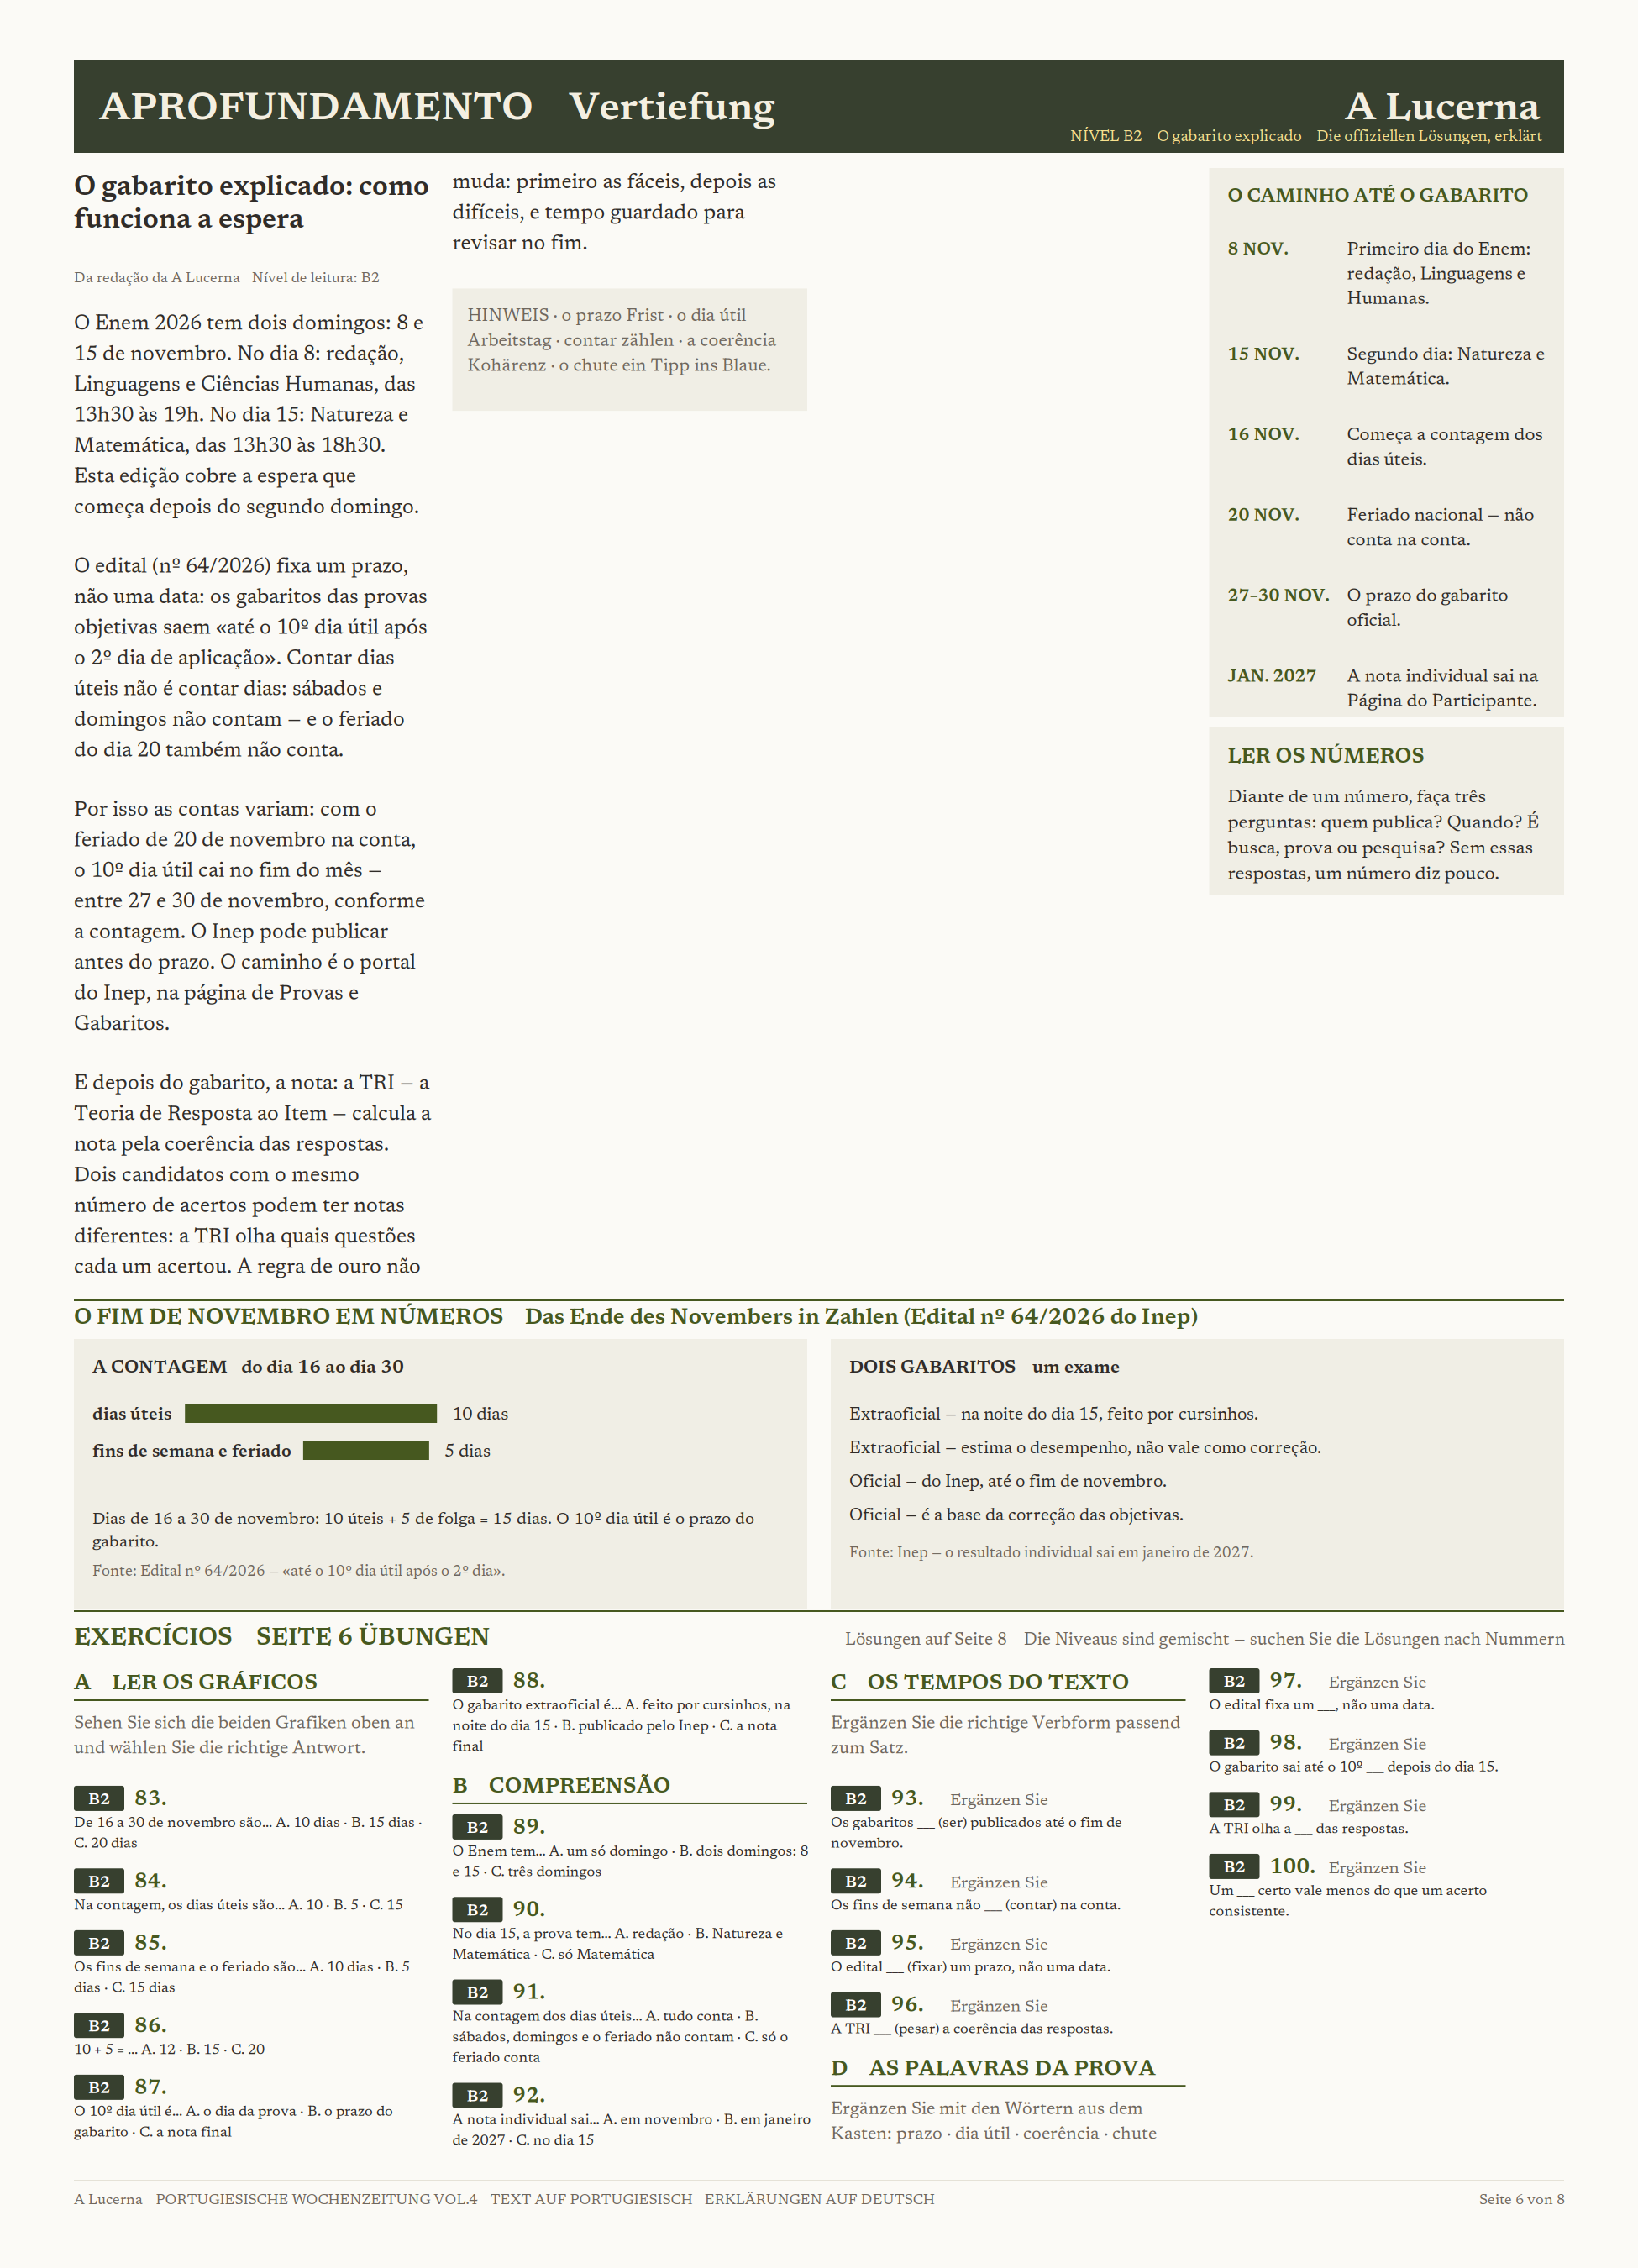 APROFUNDAMENTO Vertiefung
A Lucerna
NÍVEL B2 O gabarito explicado Die offiziellen Lösungen, erklärt
O gabarito explicado: como
funciona a espera
Da redação da A Lucerna Nível de leitura: B2
O Enem 2026 tem dois domingos: 8 e
15 de novembro. No dia 8: redação,
Linguagens e Ciências Humanas, das
13h30 às 19h. No dia 15: Natureza e
Matemática, das 13h30 às 18h30.
Esta edição cobre a espera que
começa depois do segundo domingo.
O edital (nº 64/2026) fixa um prazo,
não uma data: os gabaritos das provas
objetivas saem «até o 10º dia útil após
o 2º dia de aplicação». Contar dias
úteis não é contar dias: sábados e
domingos não contam – e o feriado
do dia 20 também não conta.
Por isso as contas variam: com o
feriado de 20 de novembro na conta,
o 10º dia útil cai no fim do mês –
entre 27 e 30 de novembro, conforme
a contagem. O Inep pode publicar
antes do prazo. O caminho é o portal
do Inep, na página de Provas e
Gabaritos.
E depois do gabarito, a nota: a TRI – a
Teoria de Resposta ao Item – calcula a
nota pela coerência das respostas.
Dois candidatos com o mesmo
número de acertos podem ter notas
diferentes: a TRI olha quais questões
cada um acertou. A regra de ouro não
muda: primeiro as fáceis, depois as
difíceis, e tempo guardado para
revisar no fim.
HINWEIS · o prazo Frist · o dia útil
Arbeitstag · contar zählen · a coerência
Kohärenz · o chute ein Tipp ins Blaue.
O CAMINHO ATÉ O GABARITO
8 NOV. Primeiro dia do Enem:
redação, Linguagens e
Humanas.
15 NOV. Segundo dia: Natureza e
Matemática.
16 NOV. Começa a contagem dos
dias úteis.
20 NOV. Feriado nacional – não
conta na conta.
27–30 NOV. O prazo do gabarito
oficial.
JAN. 2027 A nota individual sai na
Página do Participante.
LER OS NÚMEROS
Diante de um número, faça três
perguntas: quem publica? Quando? É
busca, prova ou pesquisa? Sem essas
respostas, um número diz pouco.
O FIM DE NOVEMBRO EM NÚMEROS Das Ende des Novembers in Zahlen (Edital nº 64/2026 do Inep)
A CONTAGEM do dia 16 ao dia 30
dias úteis 10 dias
fins de semana e feriado 5 dias
Dias de 16 a 30 de novembro: 10 úteis + 5 de folga = 15 dias. O 10º dia útil é o prazo do
gabarito.
Fonte: Edital nº 64/2026 – «até o 10º dia útil após o 2º dia».
DOIS GABARITOS um exame
Extraoficial – na noite do dia 15, feito por cursinhos.
Extraoficial – estima o desempenho, não vale como correção.
Oficial – do Inep, até o fim de novembro.
Oficial – é a base da correção das objetivas.
Fonte: Inep – o resultado individual sai em janeiro de 2027.
EXERCÍCIOS SEITE 6 ÜBUNGEN
Lösungen auf Seite 8 Die Niveaus sind gemischt – suchen Sie die Lösungen nach Nummern
A LER OS GRÁFICOS
Sehen Sie sich die beiden Grafiken oben an
und wählen Sie die richtige Antwort.
B2 83.
De 16 a 30 de novembro são... A. 10 dias · B. 15 dias ·
C. 20 dias
B2 84.
Na contagem, os dias úteis são... A. 10 · B. 5 · C. 15
B2 85.
Os fins de semana e o feriado são... A. 10 dias · B. 5
dias · C. 15 dias
B2 86.
10 + 5 = ... A. 12 · B. 15 · C. 20
B2 87.
O 10º dia útil é... A. o dia da prova · B. o prazo do
gabarito · C. a nota final
B2 88.
O gabarito extraoficial é... A. feito por cursinhos, na
noite do dia 15 · B. publicado pelo Inep · C. a nota
final
B COMPREENSÃO
B2 89.
O Enem tem... A. um só domingo · B. dois domingos: 8
e 15 · C. três domingos
B2 90.
No dia 15, a prova tem... A. redação · B. Natureza e
Matemática · C. só Matemática
B2 91.
Na contagem dos dias úteis... A. tudo conta · B.
sábados, domingos e o feriado não contam · C. só o
feriado conta
B2 92.
A nota individual sai... A. em novembro · B. em janeiro
de 2027 · C. no dia 15
C OS TEMPOS DO TEXTO
Ergänzen Sie die richtige Verbform passend
zum Satz.
B2 93. Ergänzen Sie
Os gabaritos ___ (ser) publicados até o fim de
novembro.
B2 94. Ergänzen Sie
Os fins de semana não ___ (contar) na conta.
B2 95. Ergänzen Sie
O edital ___ (fixar) um prazo, não uma data.
B2 96. Ergänzen Sie
A TRI ___ (pesar) a coerência das respostas.
D AS PALAVRAS DA PROVA
Ergänzen Sie mit den Wörtern aus dem
Kasten: prazo · dia útil · coerência · chute
B2 97. Ergänzen Sie
O edital fixa um ___, não uma data.
B2 98. Ergänzen Sie
O gabarito sai até o 10º ___ depois do dia 15.
B2 99. Ergänzen Sie
A TRI olha a ___ das respostas.
B2 100. Ergänzen Sie
Um ___ certo vale menos do que um acerto
consistente.
A Lucerna PORTUGIESISCHE WOCHENZEITUNG VOL.4 TEXT AUF PORTUGIESISCH ERKLÄRUNGEN AUF DEUTSCH
Seite 6 von 8